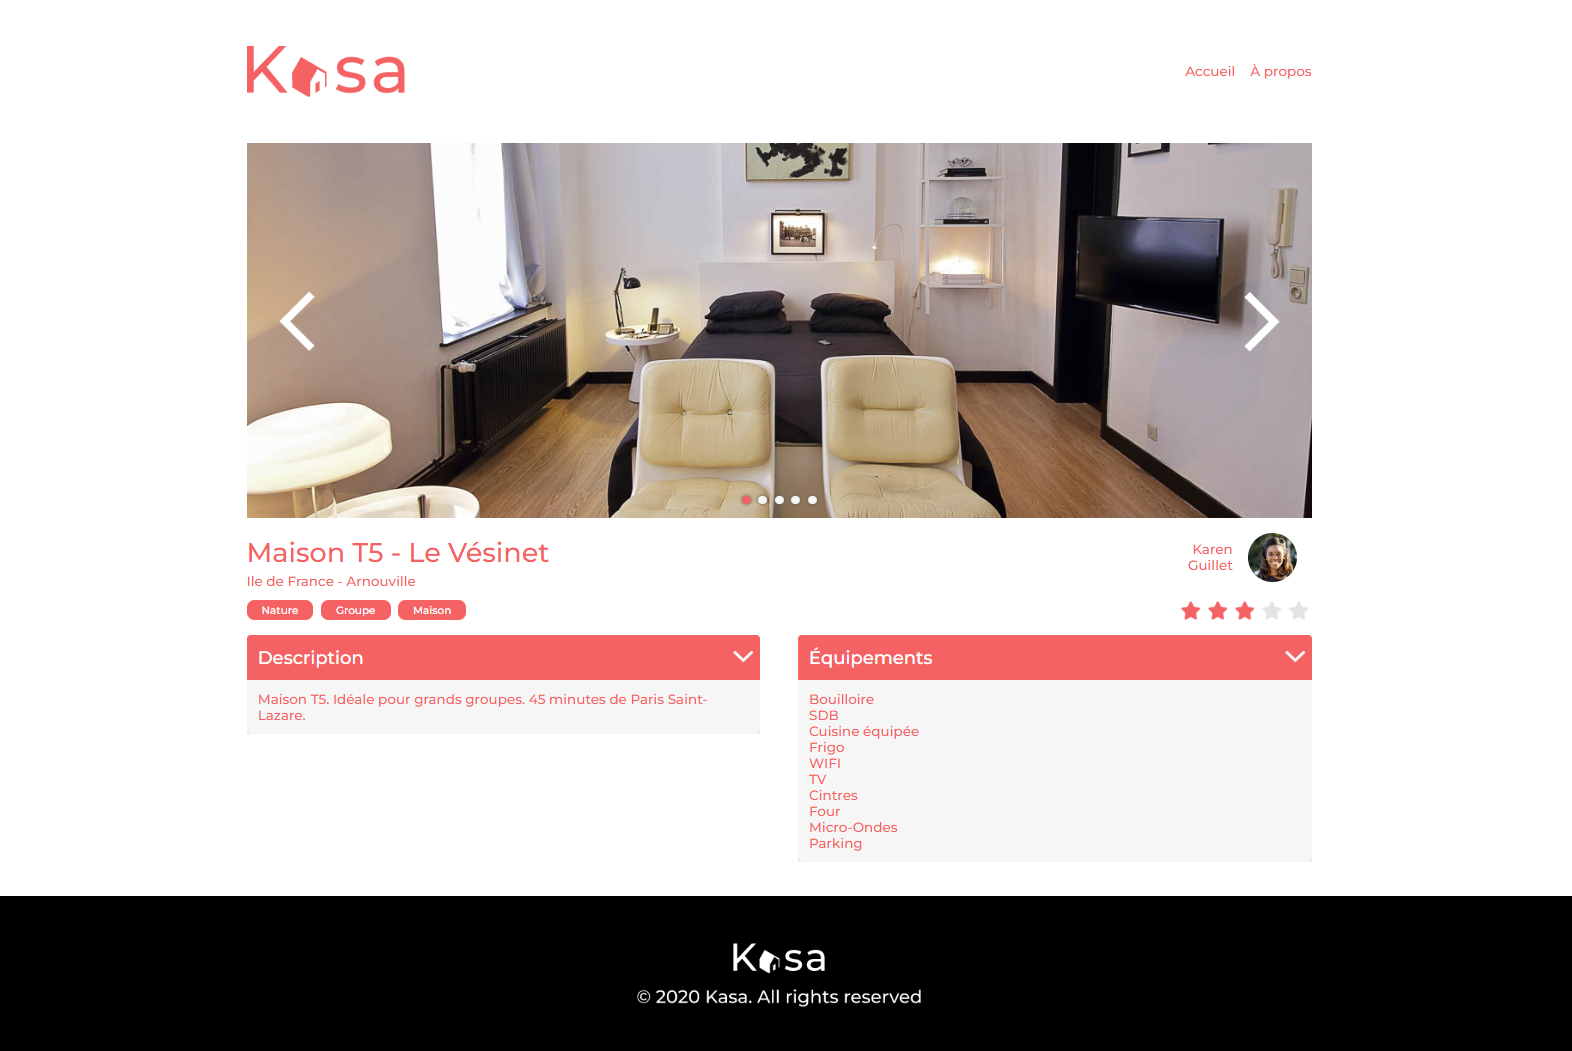 Kasa
Accueil À propos
Maison T5 - Le Vésinet
Ile de France - Arnouville
Nature Groupe Maison
Karen
Guillet
Description
Maison T5. Idéale pour grands groupes. 45 minutes de Paris Saint-
Lazare.
Équipements
Bouilloire
SDB
Cuisine équipée
Frigo
WIFI
TV
Cintres
Four
Micro-Ondes
Parking
Kasa
© 2020 Kasa. All rights reserved